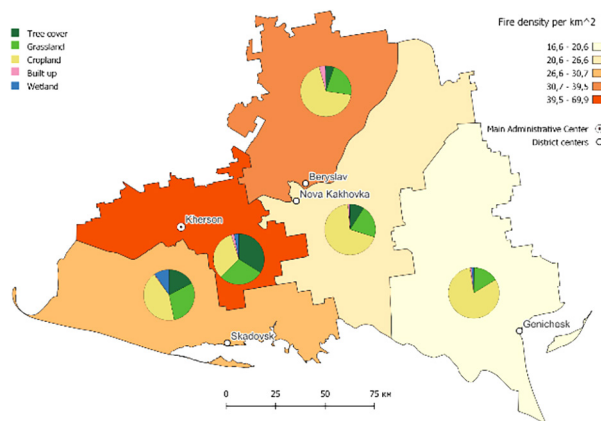 Tree cover
Grassland
Cropland
Built up
Wetland
Fire density per km^2
16,6 - 20,6
20,6 - 26,6
26,6 - 30,7
30,7 - 39,5
39,5 - 69,9
Main Administrative Center
District centers
Beryslav
Nova Kakhovka
Kherson
Skadovsk
Genichesk
0 25 50 75 км